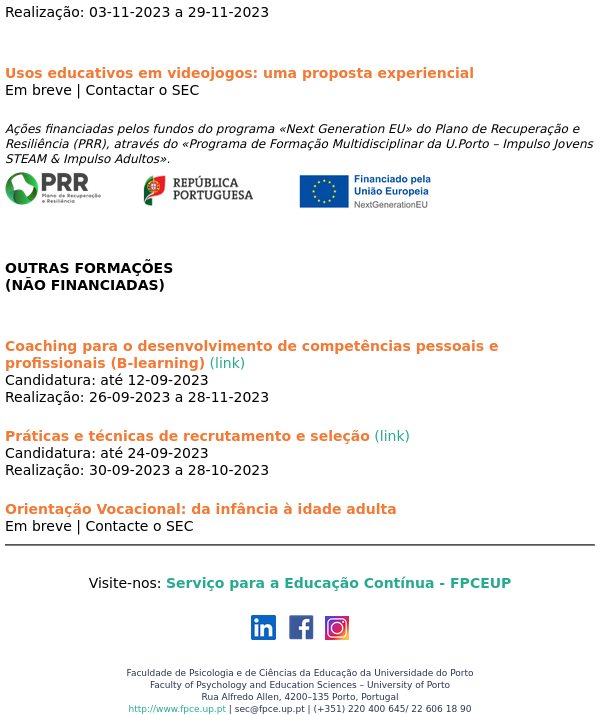 Realização: 03-11-2023 a 29-11-2023
Usos educativos em videojogos: uma proposta experiencial
Em breve | Contactar o SEC
Ações financiadas pelos fundos do programa «Next Generation EU» do Plano de Recuperação e
Resiliência (PRR), através do «Programa de Formação Multidisciplinar da U.Porto – Impulso Jovens
STEAM & Impulso Adultos».
PRR
Plano de Recuperação
e Resiliência
REPÚBLICA
PORTUGUESA
Financiado pela
União Europeia
NextGenerationEU
OUTRAS FORMAÇÕES
(NÃO FINANCIADAS)
Coaching para o desenvolvimento de competências pessoais e
profissionais (B-learning) (link)
Candidatura: até 12-09-2023
Realização: 26-09-2023 a 28-11-2023
Práticas e técnicas de recrutamento e seleção (link)
Candidatura: até 24-09-2023
Realização: 30-09-2023 a 28-10-2023
Orientação Vocacional: da infância à idade adulta
Em breve | Contacte o SEC
Visite-nos: Serviço para a Educação Contínua - FPCEUP
in f
Faculdade de Psicologia e de Ciências da Educação da Universidade do Porto
Faculty of Psychology and Education Sciences – University of Porto
Rua Alfredo Allen, 4200–135 Porto, Portugal
http://www.fpce.up.pt | sec@fpce.up.pt | (+351) 220 400 645/ 22 606 18 90